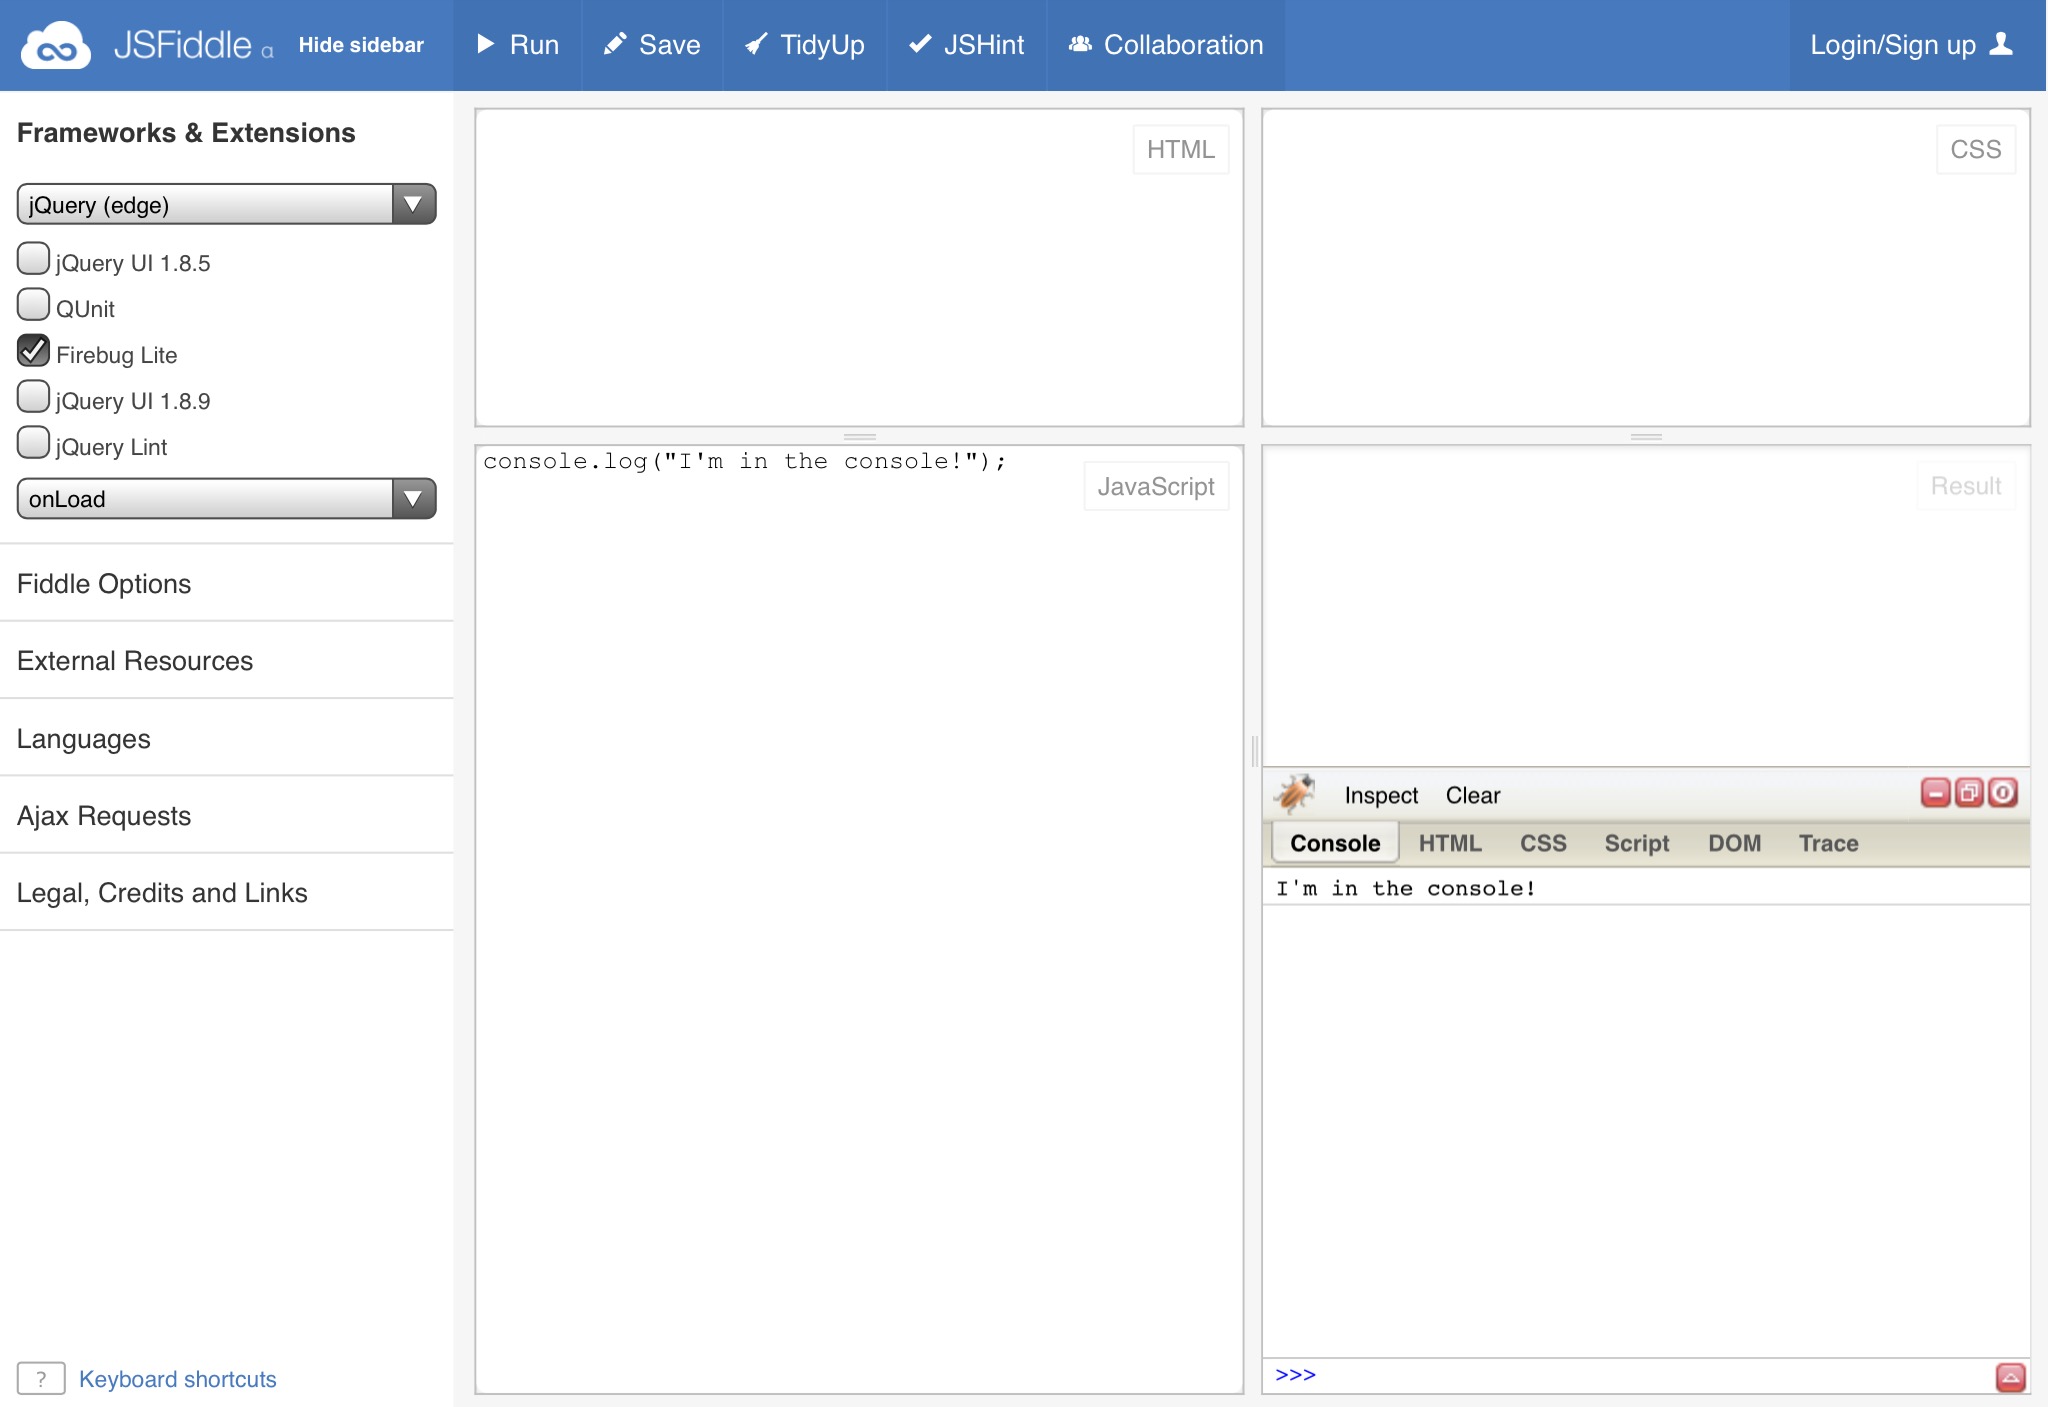 JSFiddle α
Hide sidebar
Run
Save
TidyUp
JSHint
Collaboration
Login/Sign up
Frameworks & Extensions
jQuery (edge)
jQuery UI 1.8.5
QUnit
Firebug Lite
jQuery UI 1.8.9
jQuery Lint
onLoad
Fiddle Options
External Resources
Languages
Ajax Requests
Legal, Credits and Links
? Keyboard shortcuts
HTML
CSS
console.log("I'm in the console!");
JavaScript
Result
Inspect Clear
Console HTML CSS Script DOM Trace
I'm in the console!
>>>